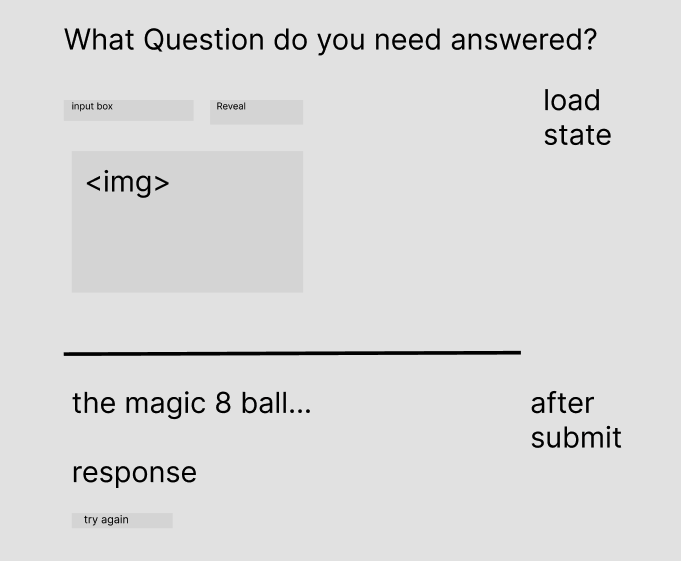 What Question do you need answered?
input box
Reveal
load
state
<img>
the magic 8 ball...
after
submit
response
try again